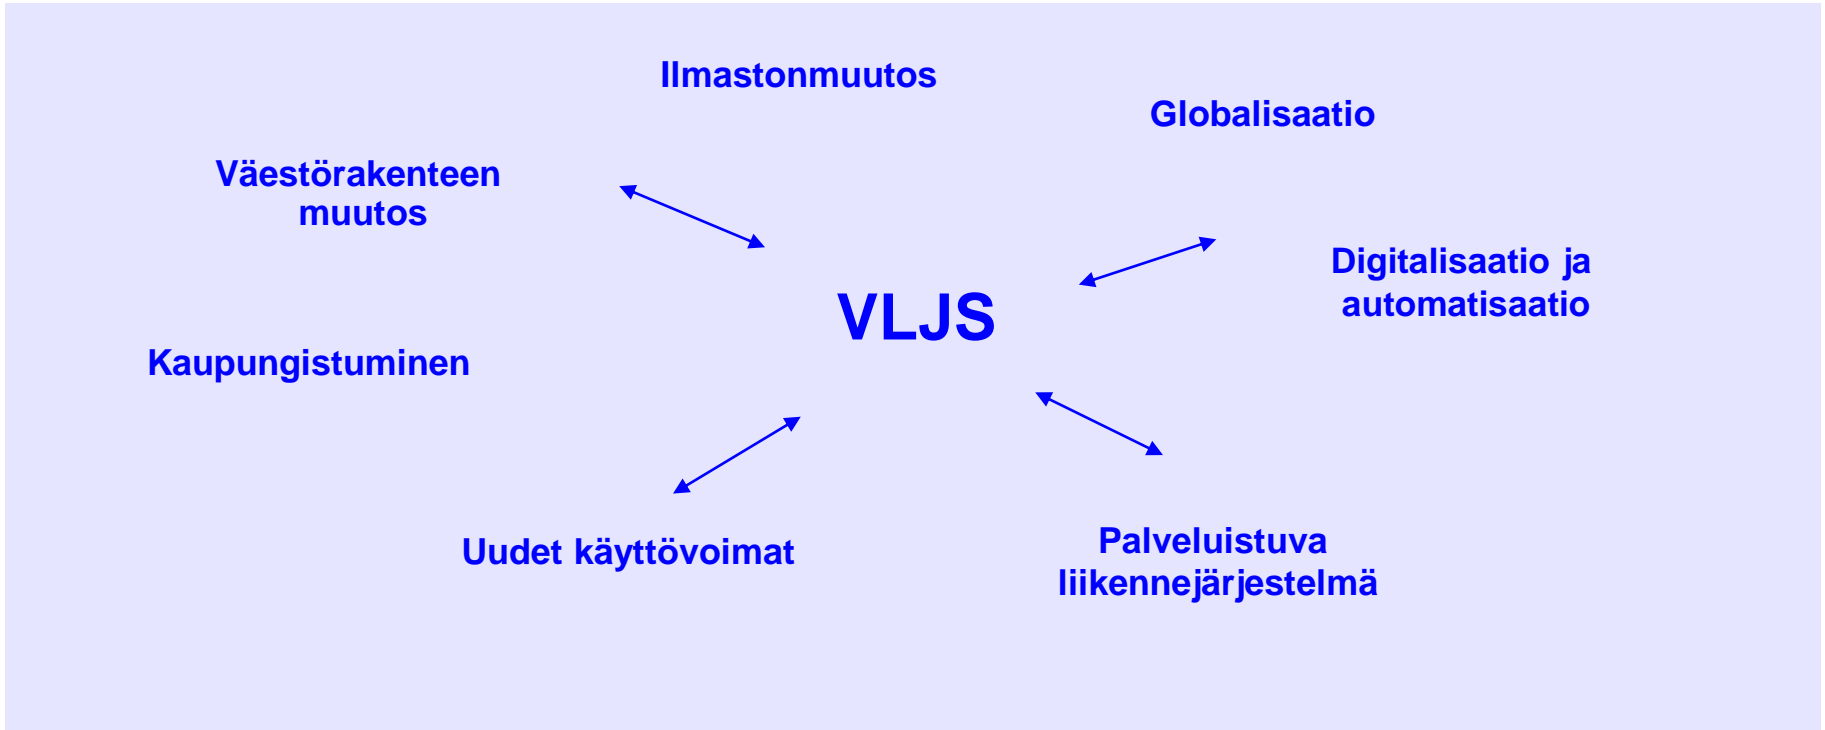 Ilmastonmuutos
Globalisaatio
Väestörakenteen
muutos
Digitalisaatio ja
automatisaatio
VLJS
Kaupungistuminen
Uudet käyttövoimat
Palveluistuva
liikennejärjestelmä